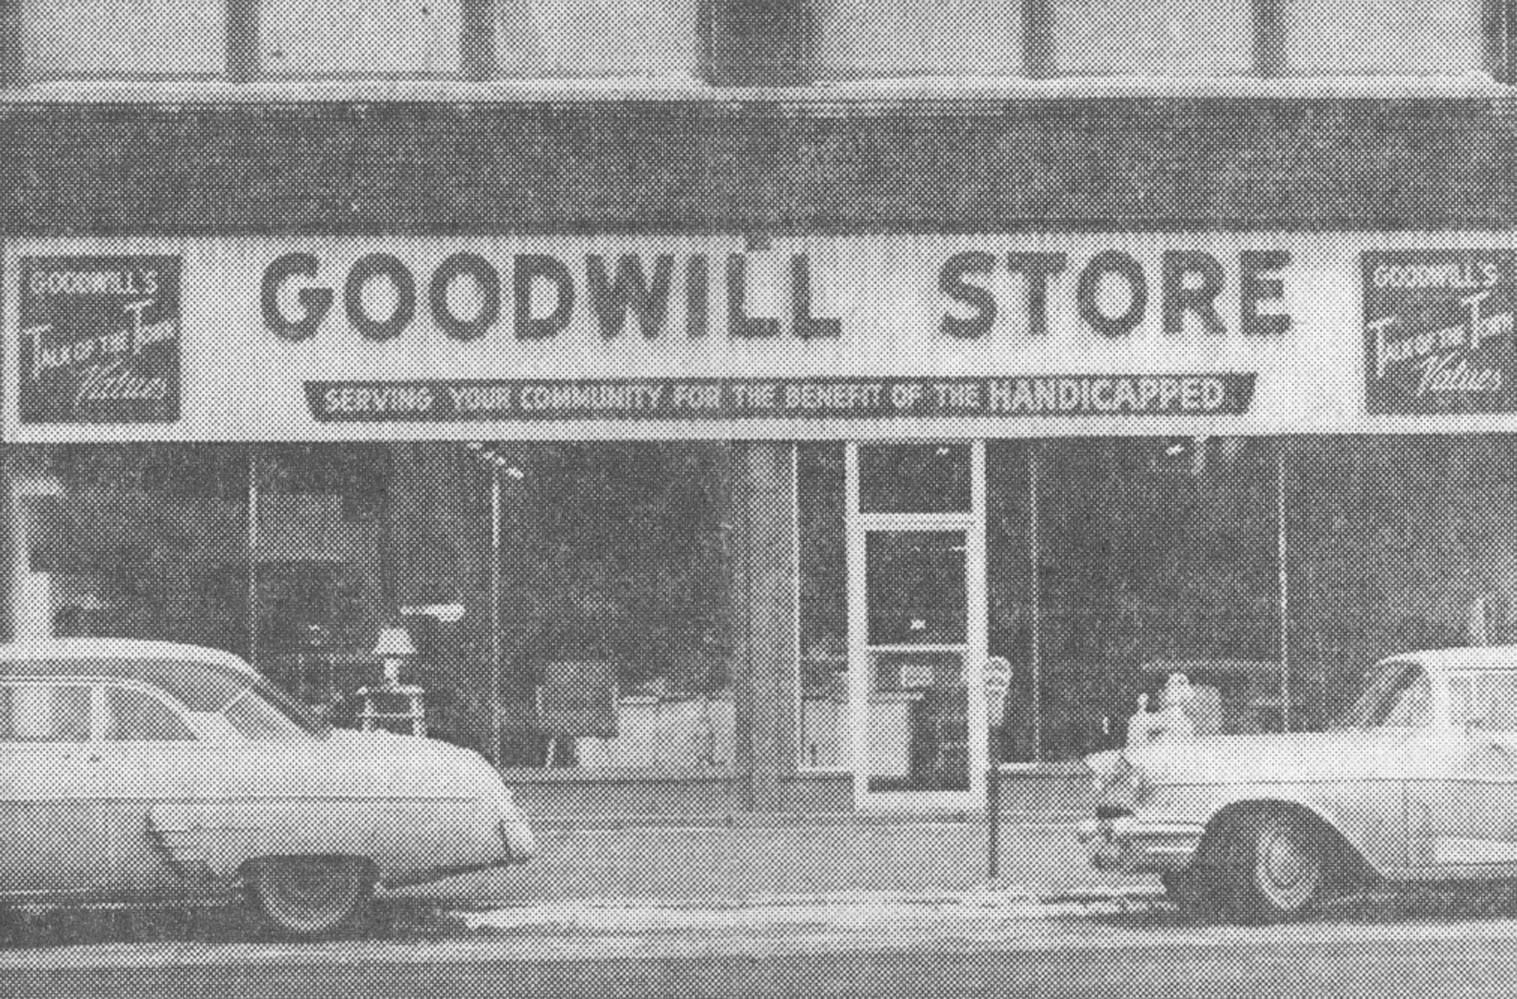 GOODWILL'S
TALK OF THE TOWN
Values
GOODWILL STORE
SERVING YOUR COMMUNITY FOR THE BENEFIT OF THE HANDICAPPED
GOODWILL'S
TALK OF THE TOWN
Values